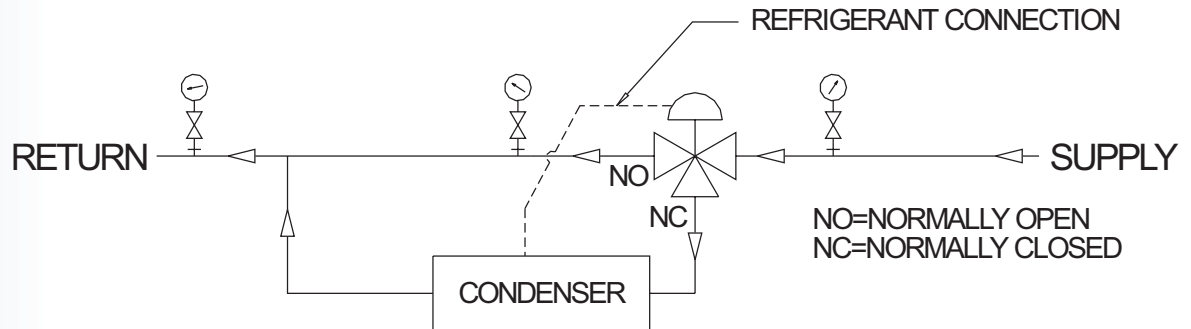 REFRIGERANT CONNECTION
RETURN
SUPPLY
NO
NC
NO=NORMALLY OPEN
NC=NORMALLY CLOSED
CONDENSER